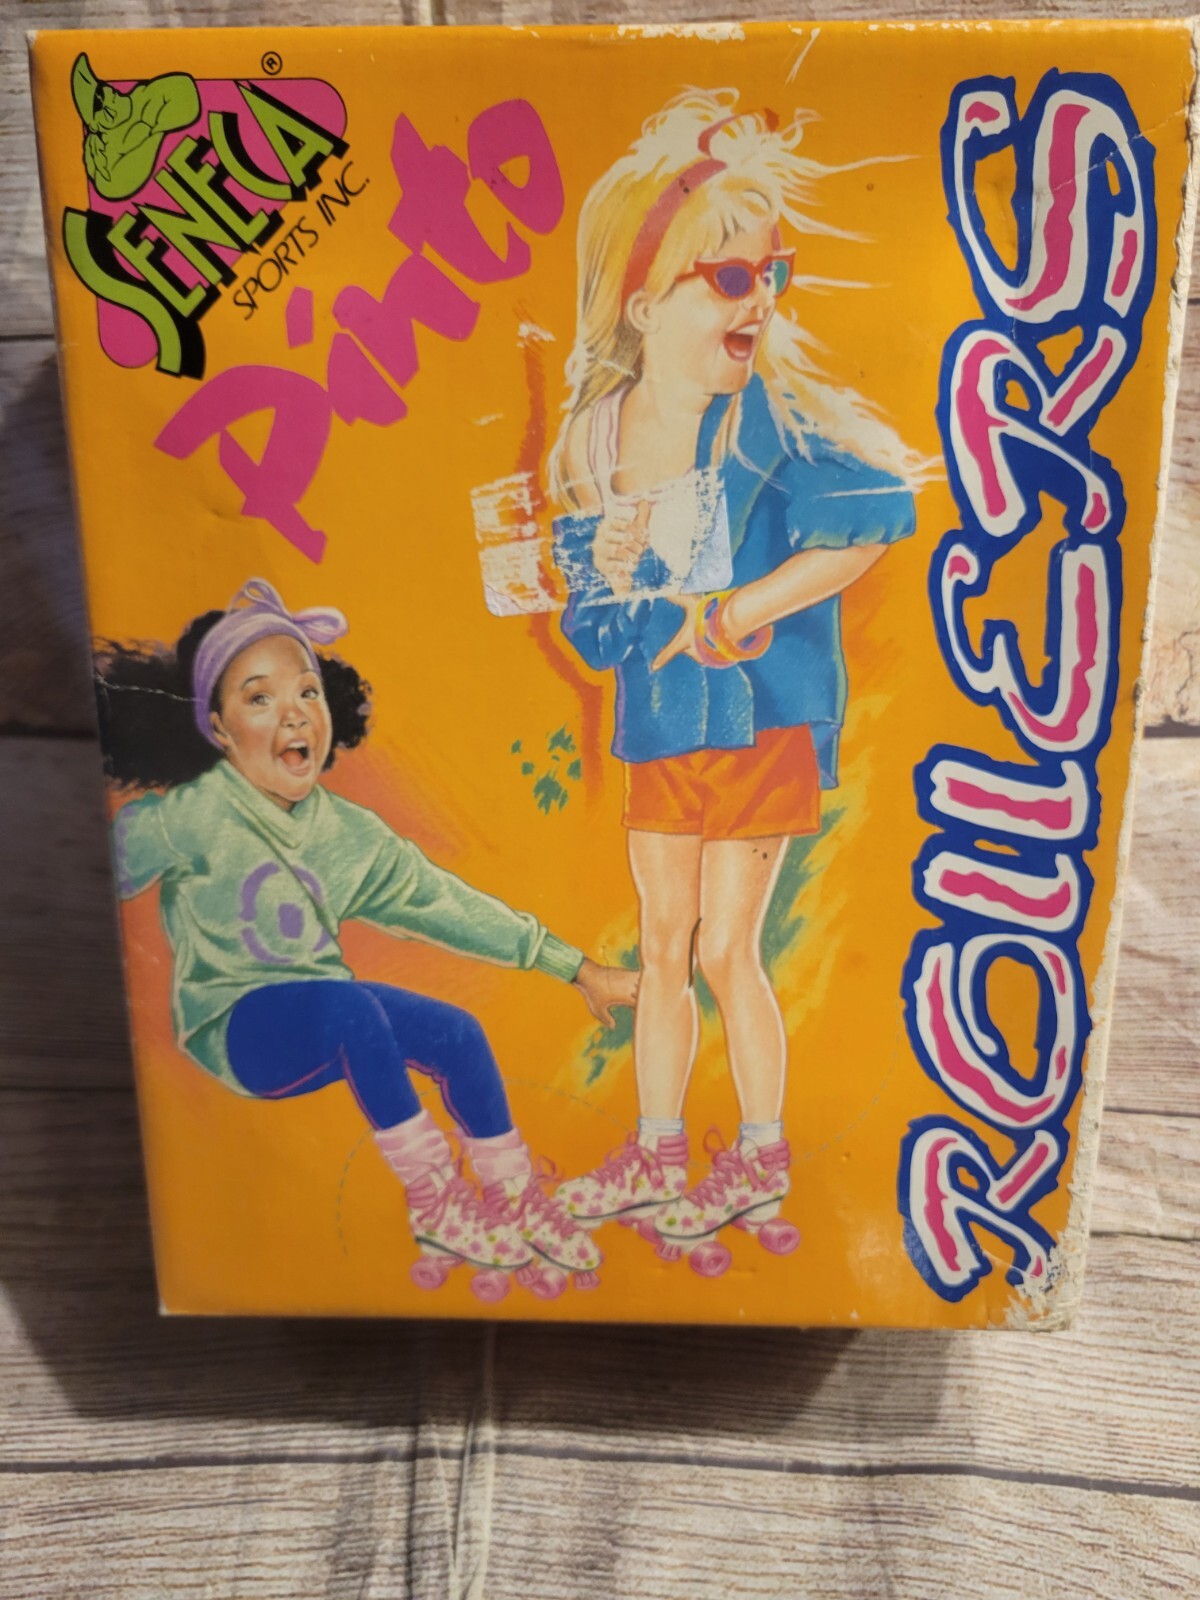 SENECA®
SPORTS INC.
Pinto
ROLLERS